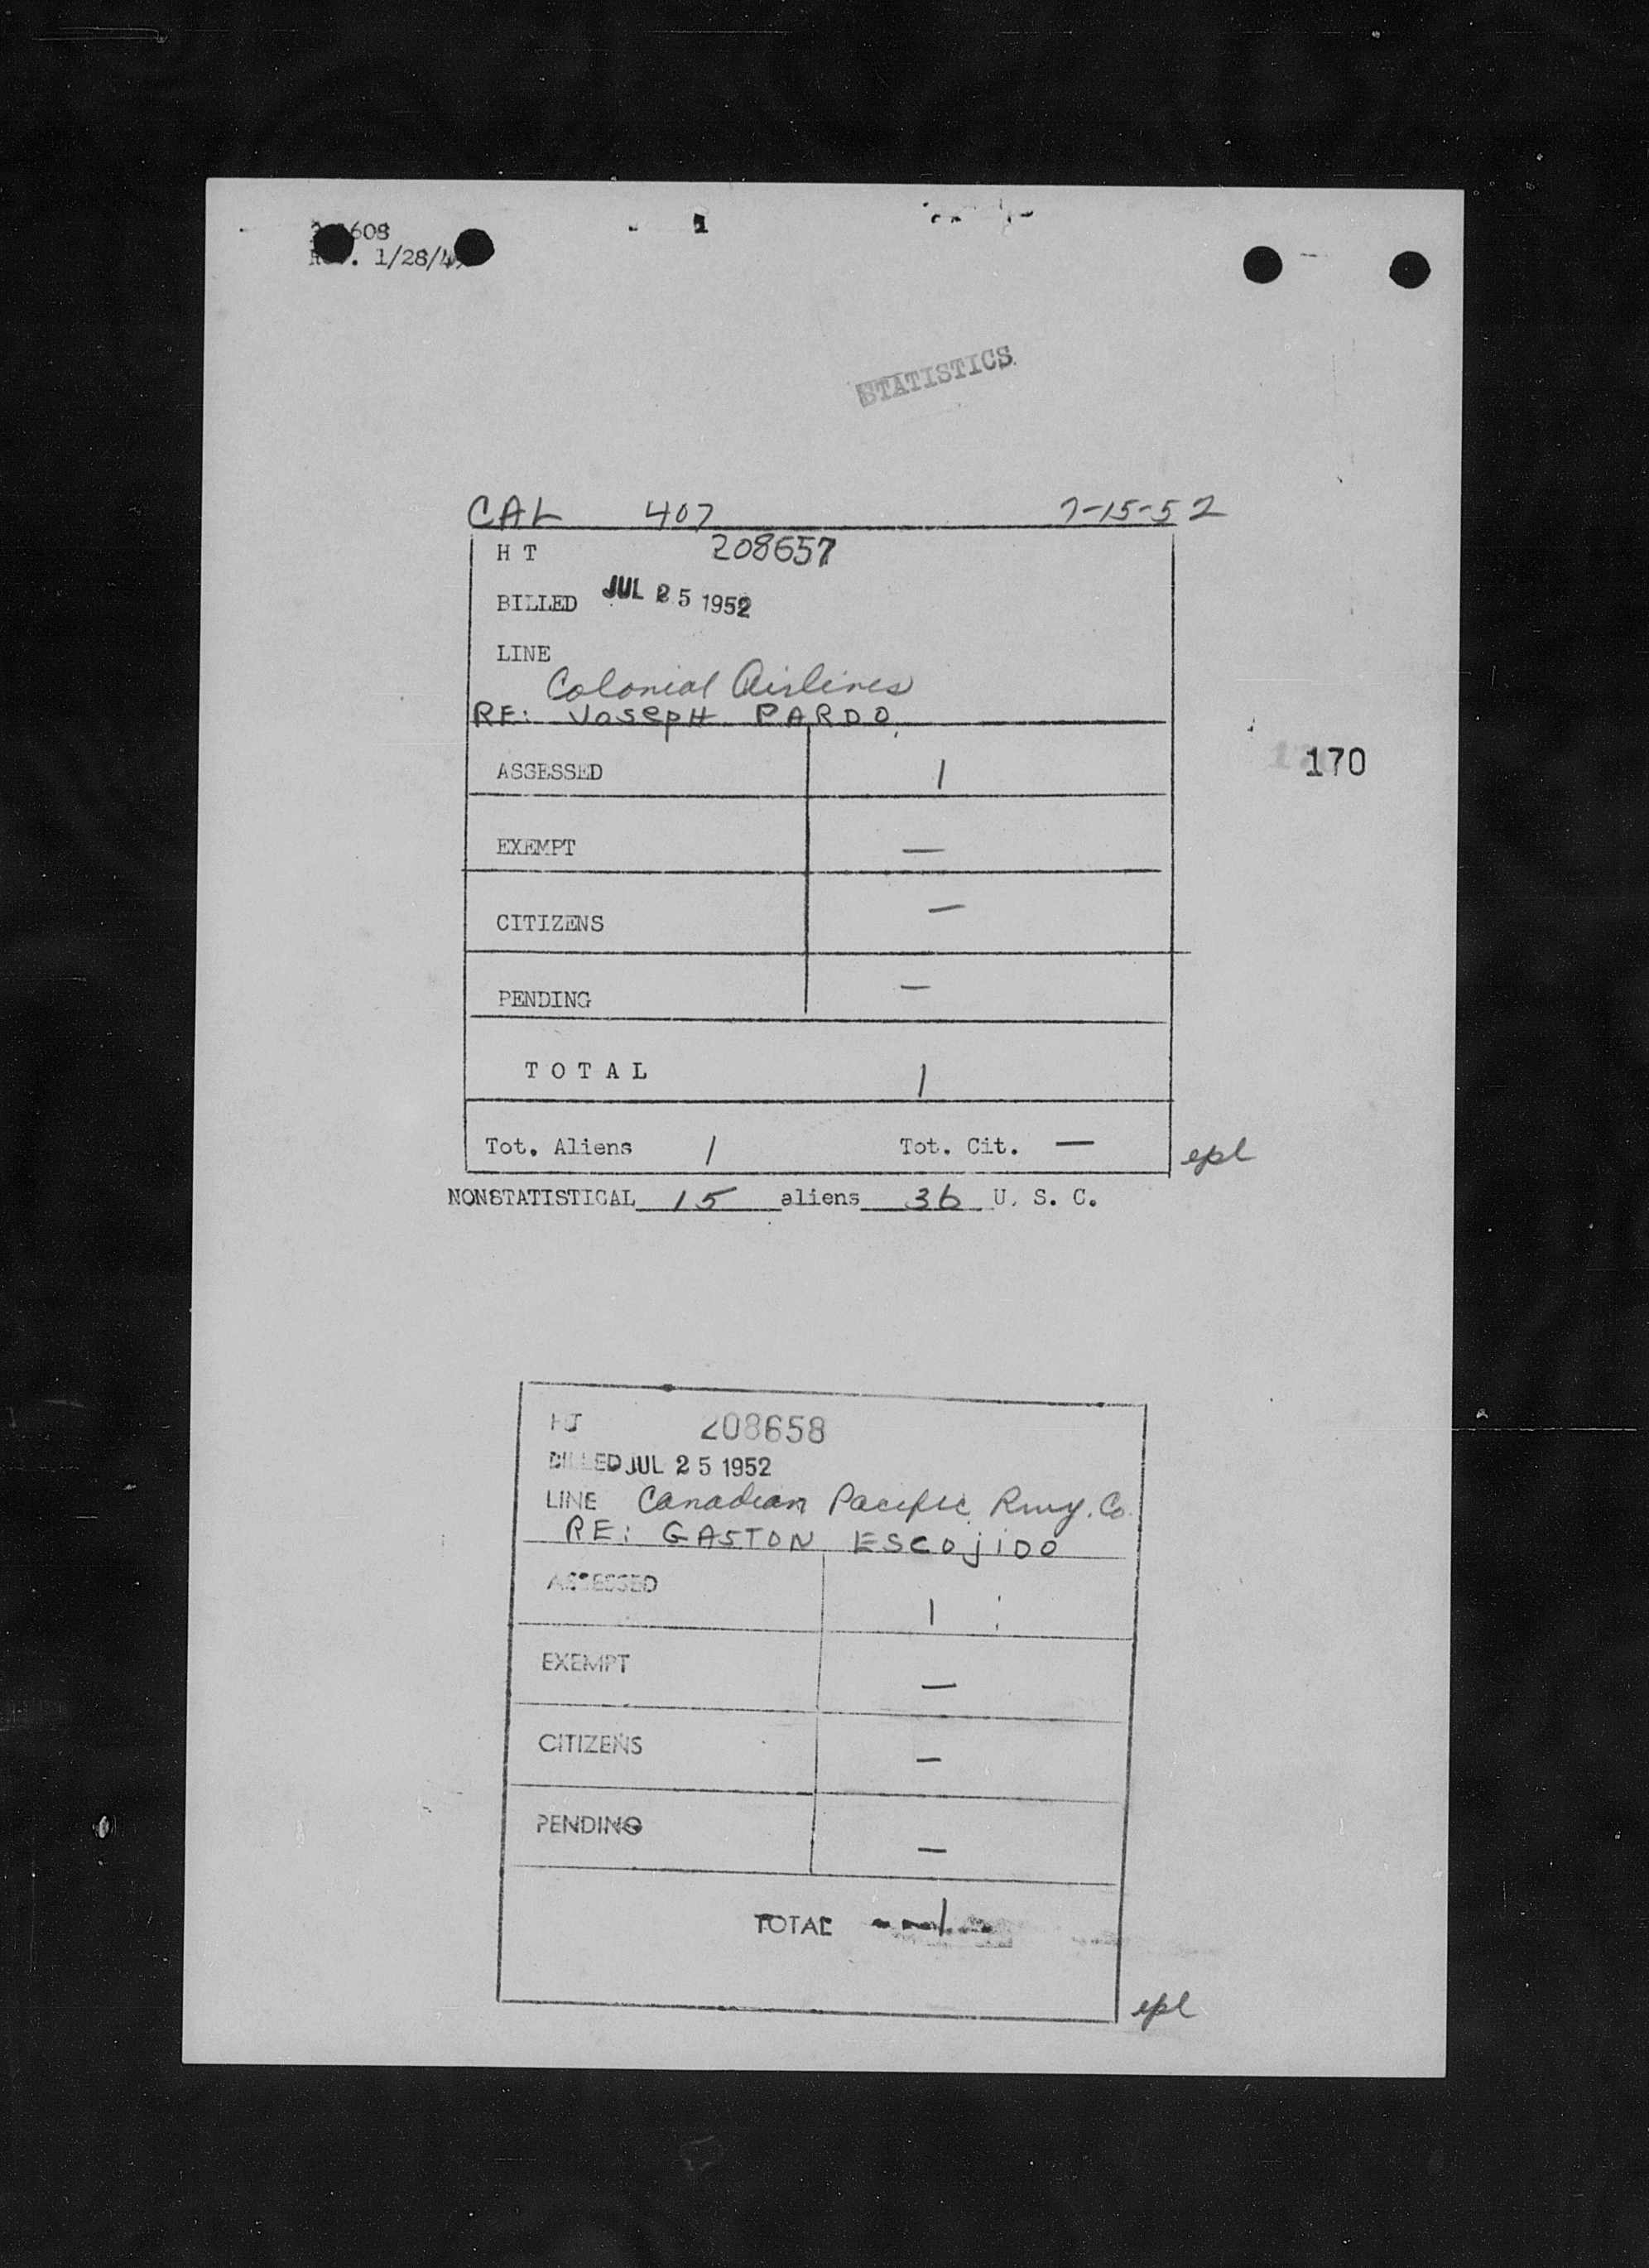 608
1/28/4
STATISTICS
CAL 407 7-15-52
H T 208657
BILLED JUL 25 1952
LINE
Colonial Airlines
RE: Joseph PARDO
170
ASSESSED 1
EXEMPT —
CITIZENS —
PENDING —
TOTAL 1
Tot. Aliens 1 Tot. Cit. —
epl
NONSTATISTICAL 15 aliens 36 U. S. C.
208658
BILLED JUL 25 1952
LINE Canadian Pacific Rwy. Co.
RE: GASTON ESCOJIDO
ASSESSED 1
EXEMPT —
CITIZENS —
PENDING —
TOTAL 1
epl